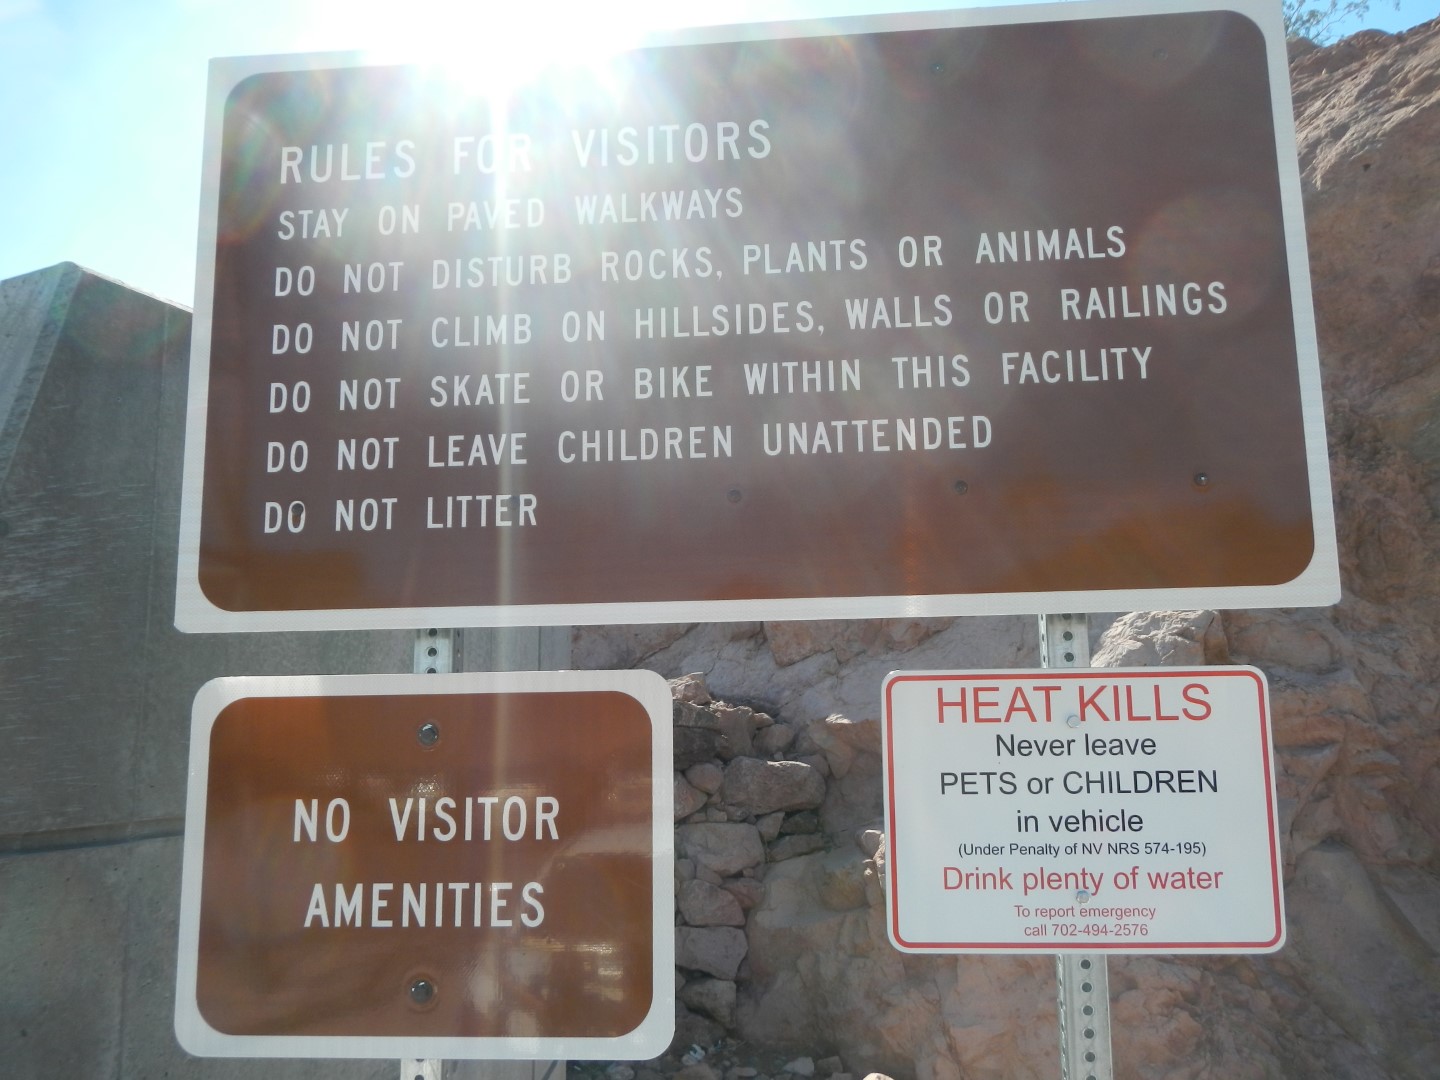 RULES FOR VISITORS
STAY ON PAVED WALKWAYS
DO NOT DISTURB ROCKS, PLANTS OR ANIMALS
DO NOT CLIMB ON HILLSIDES, WALLS OR RAILINGS
DO NOT SKATE OR BIKE WITHIN THIS FACILITY
DO NOT LEAVE CHILDREN UNATTENDED
DO NOT LITTER
NO VISITOR
AMENITIES
HEAT KILLS
Never leave
PETS or CHILDREN
in vehicle
(Under Penalty of NV NRS 574-195)
Drink plenty of water
To report emergency
call 702-494-2576